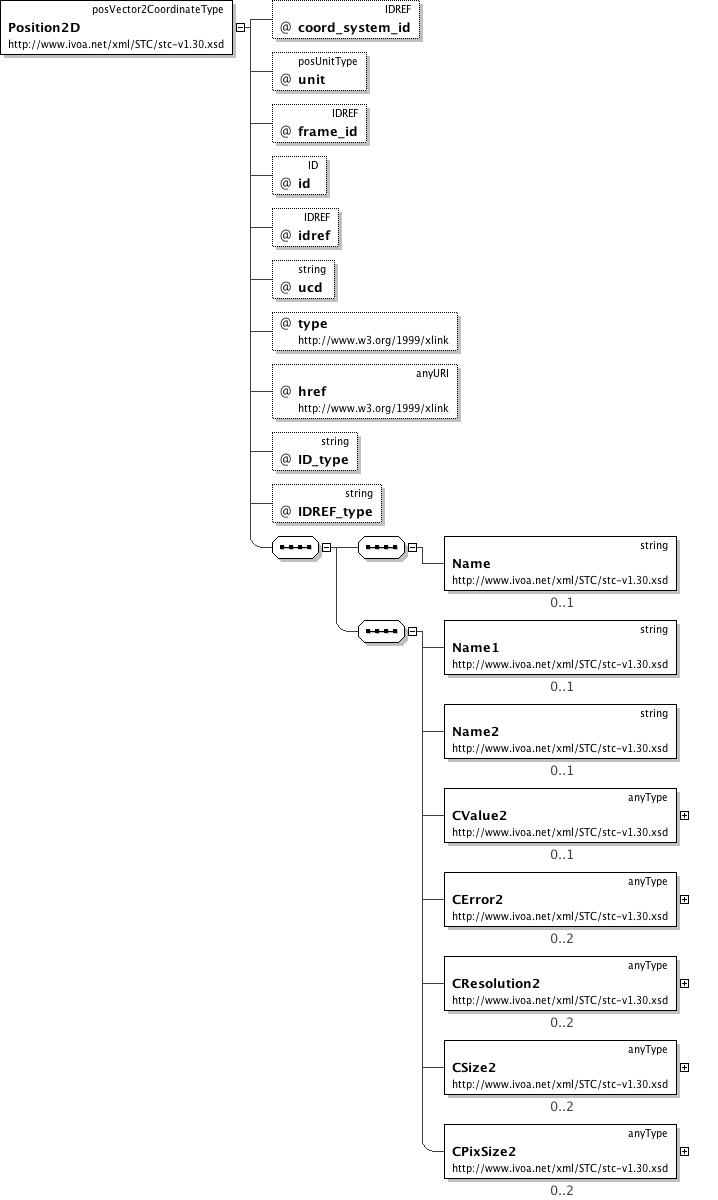 posVector2CoordinateType
Position2D
http://www.ivoa.net/xml/STC/stc-v1.30.xsd
IDREF
@ coord_system_id
posUnitType
@ unit
IDREF
@ frame_id
ID
@ id
IDREF
@ idref
string
@ ucd
@ type
http://www.w3.org/1999/xlink
anyURI
@ href
http://www.w3.org/1999/xlink
string
@ ID_type
string
@ IDREF_type
string
Name
http://www.ivoa.net/xml/STC/stc-v1.30.xsd
0..1
string
Name1
http://www.ivoa.net/xml/STC/stc-v1.30.xsd
0..1
string
Name2
http://www.ivoa.net/xml/STC/stc-v1.30.xsd
0..1
anyType
CValue2
http://www.ivoa.net/xml/STC/stc-v1.30.xsd
0..1
anyType
CError2
http://www.ivoa.net/xml/STC/stc-v1.30.xsd
0..2
anyType
CResolution2
http://www.ivoa.net/xml/STC/stc-v1.30.xsd
0..2
anyType
CSize2
http://www.ivoa.net/xml/STC/stc-v1.30.xsd
0..2
anyType
CPixSize2
http://www.ivoa.net/xml/STC/stc-v1.30.xsd
0..2